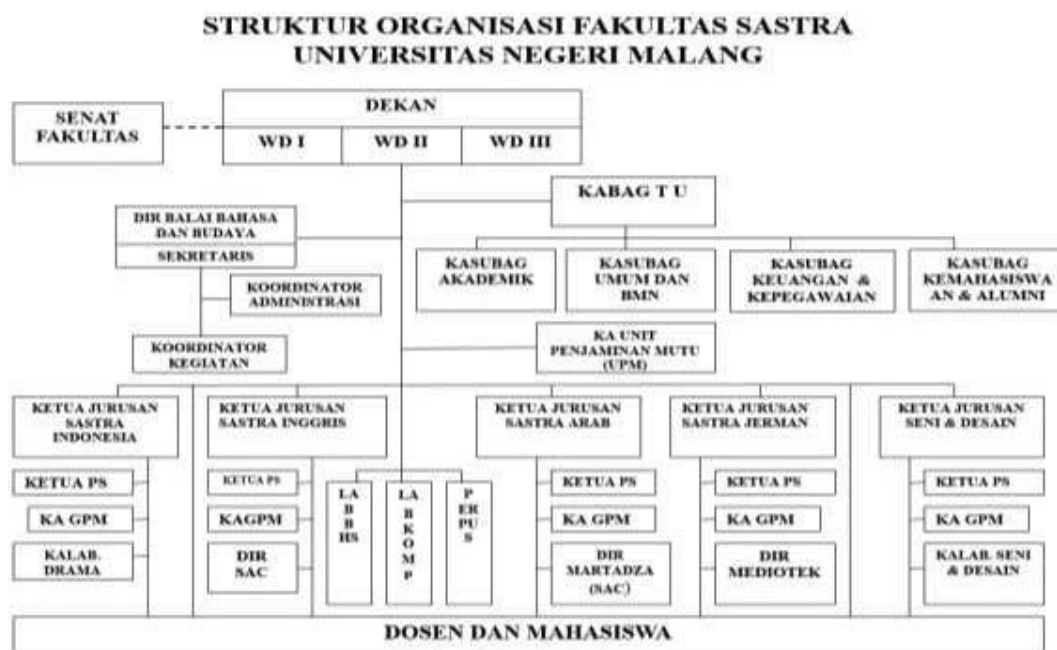 STRUKTUR ORGANISASI FAKULTAS SASTRA
UNIVERSITAS NEGERI MALANG
SENAT
FAKULTAS
DEKAN
WD I
WD II
WD III
KABAG T U
DIR BALAI BAHASA
DAN BUDAYA
SEKRETARIS
KASUBAG
AKADEMIK
KASUBAG
UMUM DAN
BMN
KASUBAG
KEUANGAN &
KEPEGAWAIAN
KASUBAG
KEMAHASISWA
AN & ALUMNI
KOORDINATOR
ADMINISTRASI
KOORDINATOR
KEGIATAN
KA UNIT
PENJAMINAN MUTU
(UPM)
KETUA JURUSAN
SASTRA
INDONESIA
KETUA JURUSAN
SASTRA INGGRIS
KETUA JURUSAN
SASTRA ARAB
KETUA JURUSAN
SASTRA JERMAN
KETUA JURUSAN
SENI & DESAIN
KETUA PS
KA GPM
KALAB.
DRAMA
KETUA PS
KAGPM
DIR
SAC
LA
B
B
HS
LA
B
K
O
M
P
P
ER
PU
S
KETUA PS
KA GPM
DIR
MARTADZA
(SAC)
KETUA PS
KA GPM
DIR
MEDIOTEK
KETUA PS
KA GPM
KALAB. SENI
& DESAIN
DOSEN DAN MAHASISWA